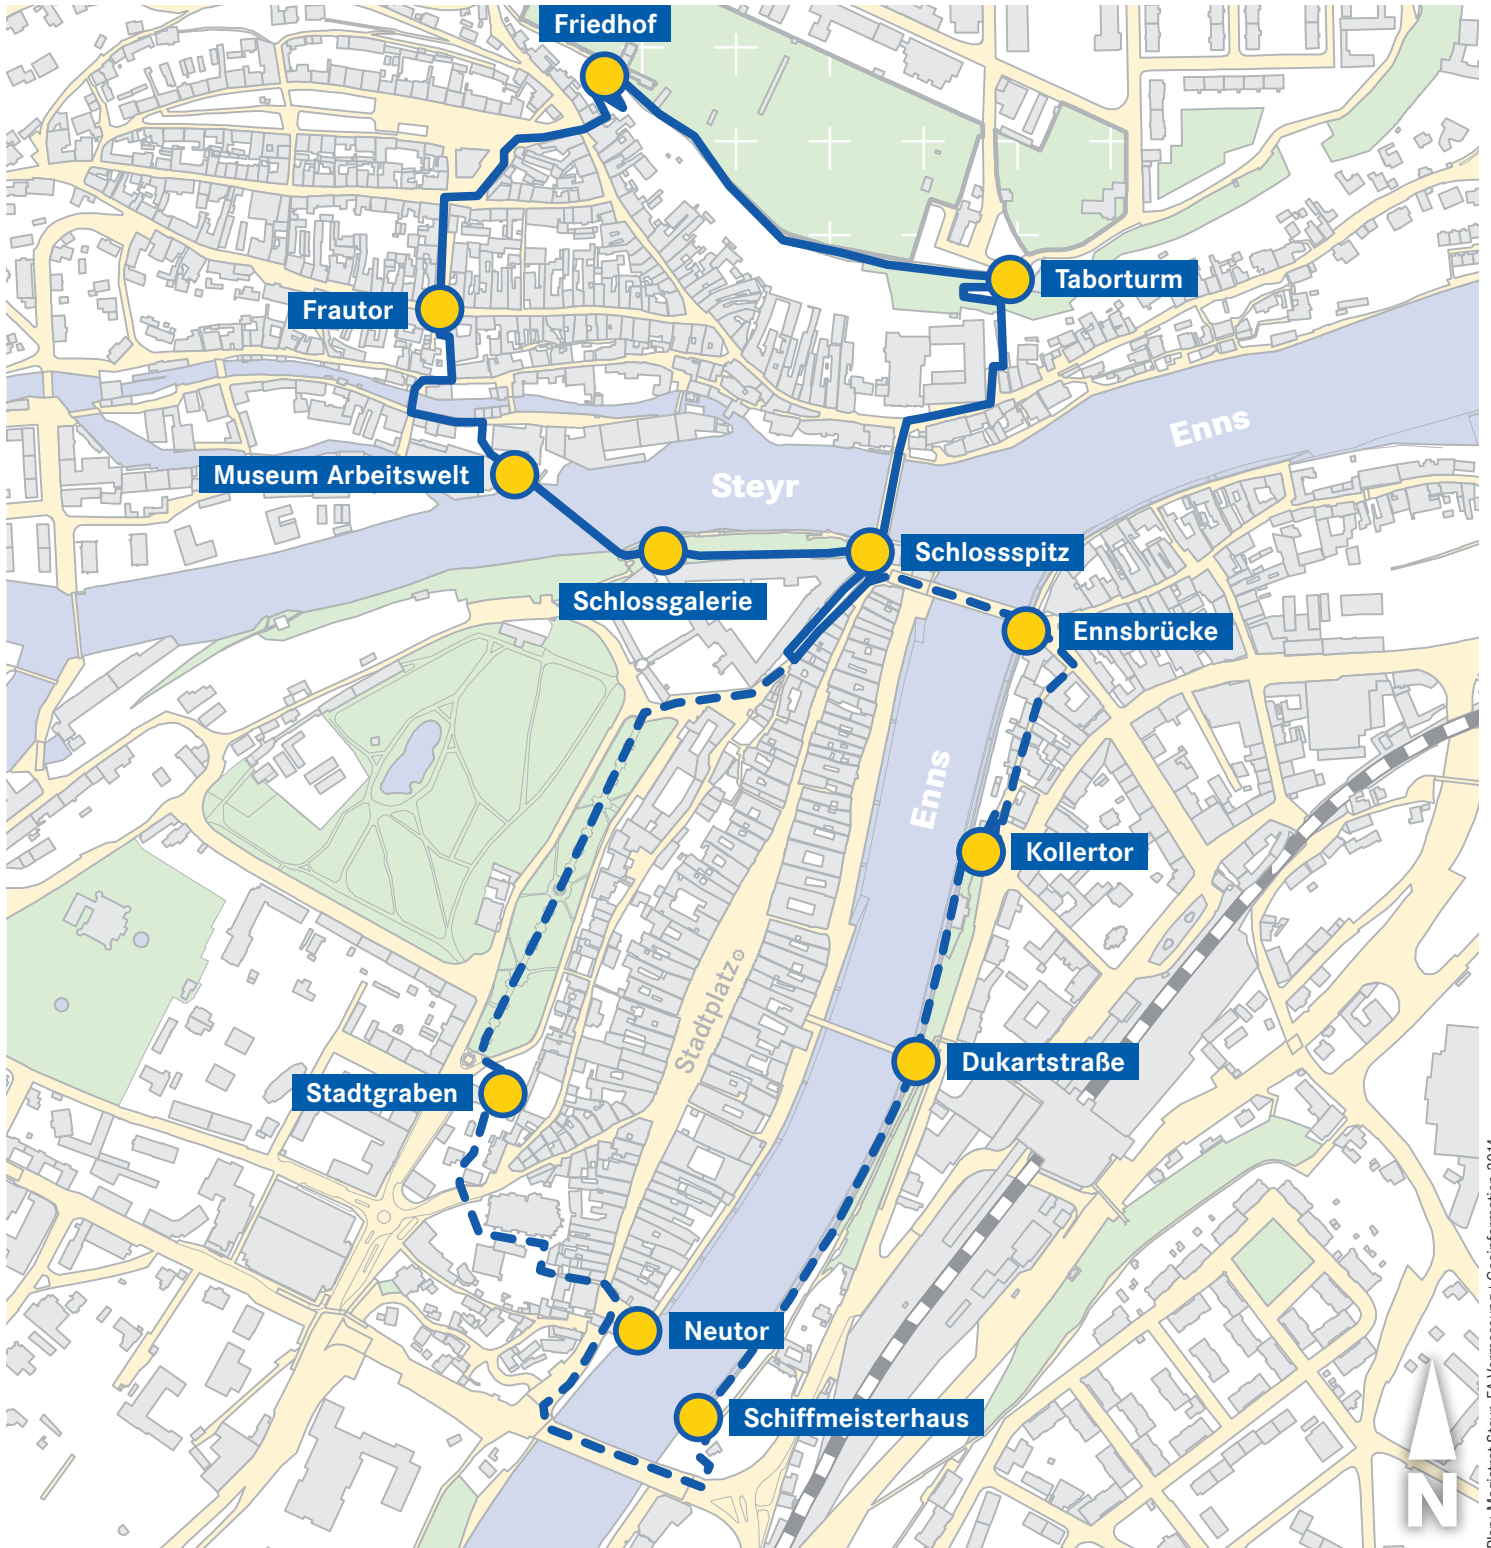 Friedhof
Taborturm
Frautor
Enns
Museum Arbeitswelt
Steyr
Schlossspitz
Schlossgalerie
Ennsbrücke
Enns
Kollertor
Stadtplatz
Dukartstraße
Stadtgraben
Neutor
Schiffmeisterhaus
N